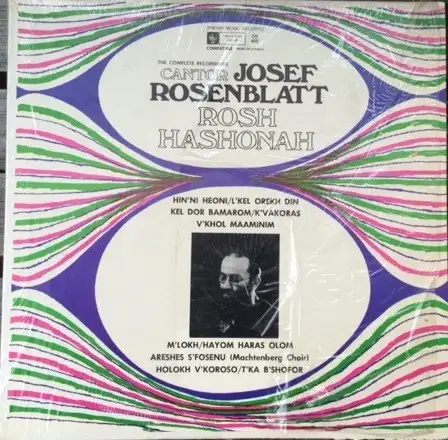 THE COMPLETE RECORDINGS
CANTOR JOSEF
ROSENBLATT
ROSH
HASHONAH
HIN'NI HEONI/L'KEL OREKH DIN
KEL DOR BAMAROM/K'VAKORAS
V'KHOL MAAMINIM
M'LOKH/HAYOM HARAS OLOM
ARESHES S'FOSENU (Machtenberg Choir)
HOLOKH V'KOROSO/T'KA B'SHOFOR